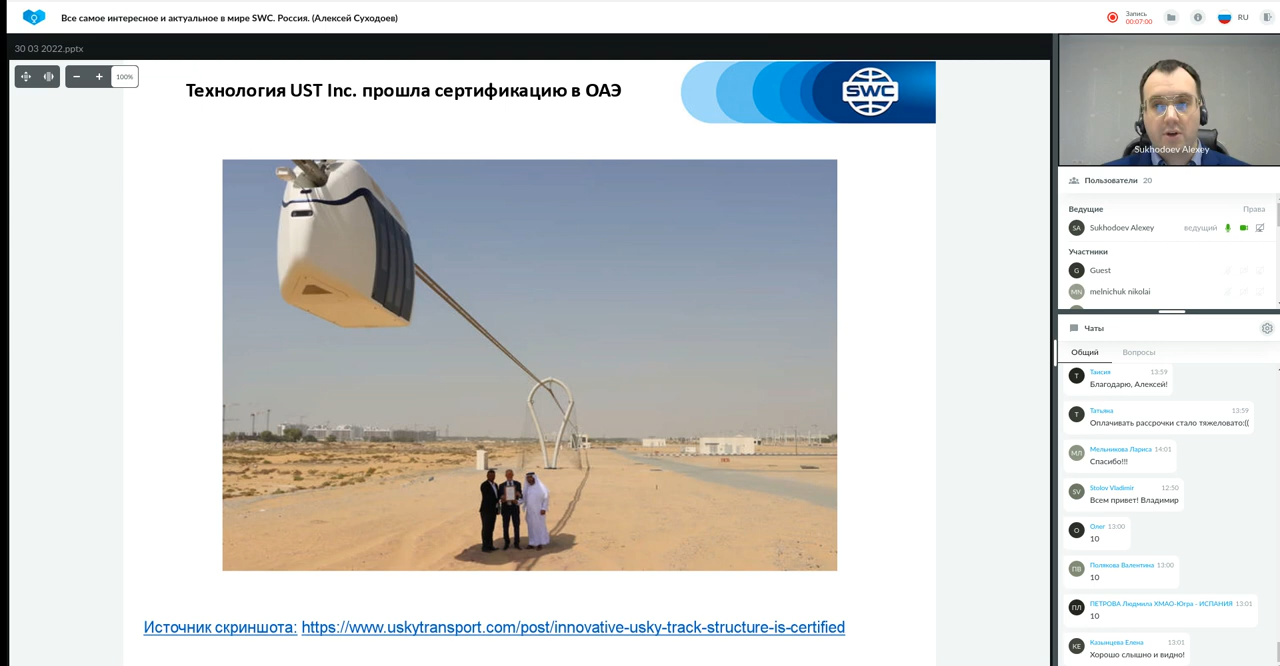 Все самое интересное и актуальное в мире SWC. Россия. (Алексей Суходоев)
Запись
00:07:00
RU
30 03 2022.pptx
100%
Технология UST Inc. прошла сертификацию в ОАЭ
SWC
Источник скриншота: https://www.uskytransport.com/post/innovative-usky-track-structure-is-certified
Sukhodoev Alexey
Пользователи 20
Ведущие Права
SA Sukhodoev Alexey ведущий
Участники
G Guest
MN melnichuk nikolai
Чаты
Общий Вопросы
Т Таисия 13:59
Благодарю, Алексей!
Т Татьяна 13:59
Оплачивать рассрочки стало тяжеловато:((
МЛ Мельникова Лариса 14:01
Спасибо!!!
SV Stolov Vladimir 12:50
Всем привет! Владимир
О Олег 13:00
10
ПВ Полякова Валентина 13:00
10
ПЛ ПЕТРОВА Людмила ХМАО-Югра - ИСПАНИЯ 13:01
10
КЕ Казынцева Елена 13:01
Хорошо слышно и видно!